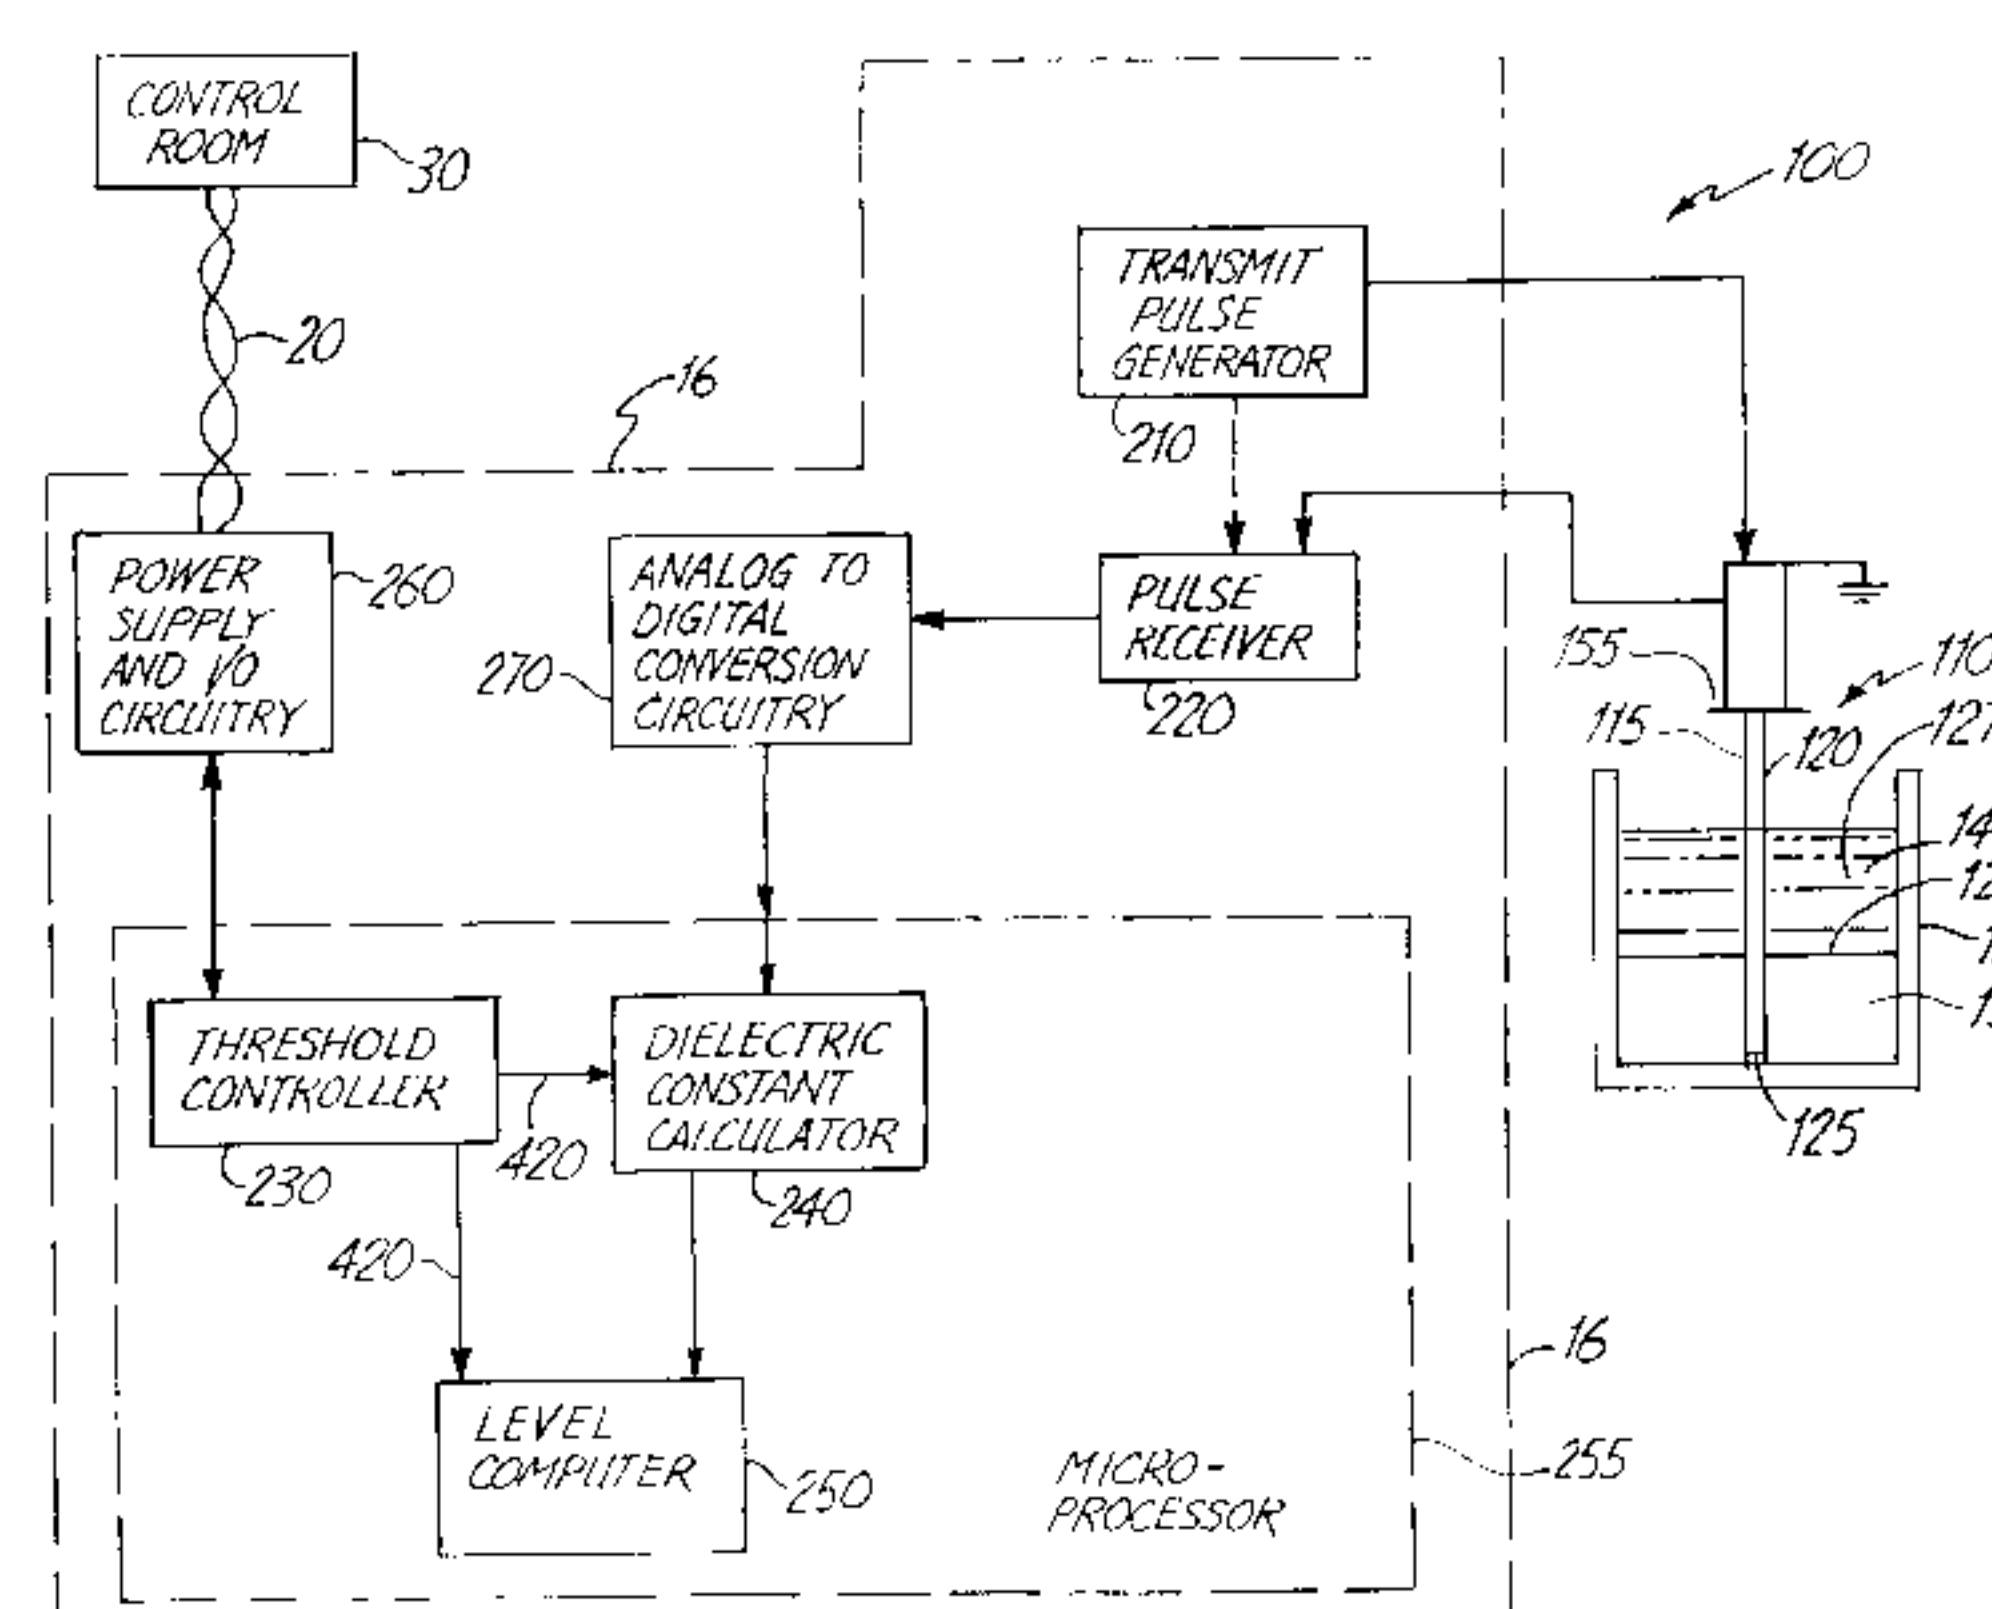 CONTROL
ROOM
30
100
TRANSMIT
PULSE
GENERATOR
20
16
210
POWER
SUPPLY
AND I/O
CIRCUITRY
260
ANALOG TO
DIGITAL
CONVERSION
CIRCUITRY
270
PULSE
RECEIVER
220
155
110
115
120
127
THRESHOLD
CONTROLLER
230
420
DIELECTRIC
CONSTANT
CALCULATOR
240
125
420
16
LEVEL
COMPUTER
250
MICRO-
PROCESSOR
255